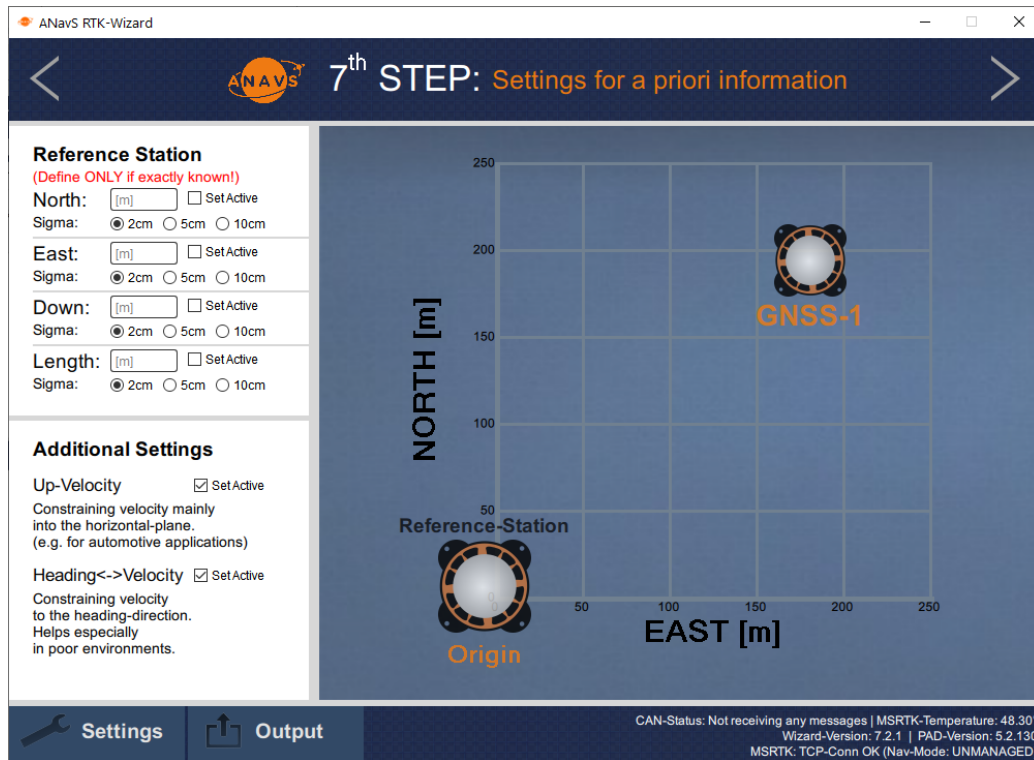 ANavS RTK-Wizard
ANAVS
7th STEP: Settings for a priori information
Reference Station
(Define ONLY if exactly known!)
North: [m] Set Active
Sigma: 2cm 5cm 10cm
East: [m] Set Active
Sigma: 2cm 5cm 10cm
Down: [m] Set Active
Sigma: 2cm 5cm 10cm
Length: [m] Set Active
Sigma: 2cm 5cm 10cm
Additional Settings
Up-Velocity Set Active
Constraining velocity mainly
into the horizontal-plane.
(e.g. for automotive applications)
Heading<->Velocity Set Active
Constraining velocity
to the heading-direction.
Helps especially
in poor environments.
250
200
150
100
50
NORTH [m]
GNSS-1
Reference-Station
0
0
50 100 150 200 250
EAST [m]
Origin
Settings
Output
CAN-Status: Not receiving any messages | MSRTK-Temperature: 48.30°
Wizard-Version: 7.2.1 | PAD-Version: 5.2.130
MSRTK: TCP-Conn OK (Nav-Mode: UNMANAGED)